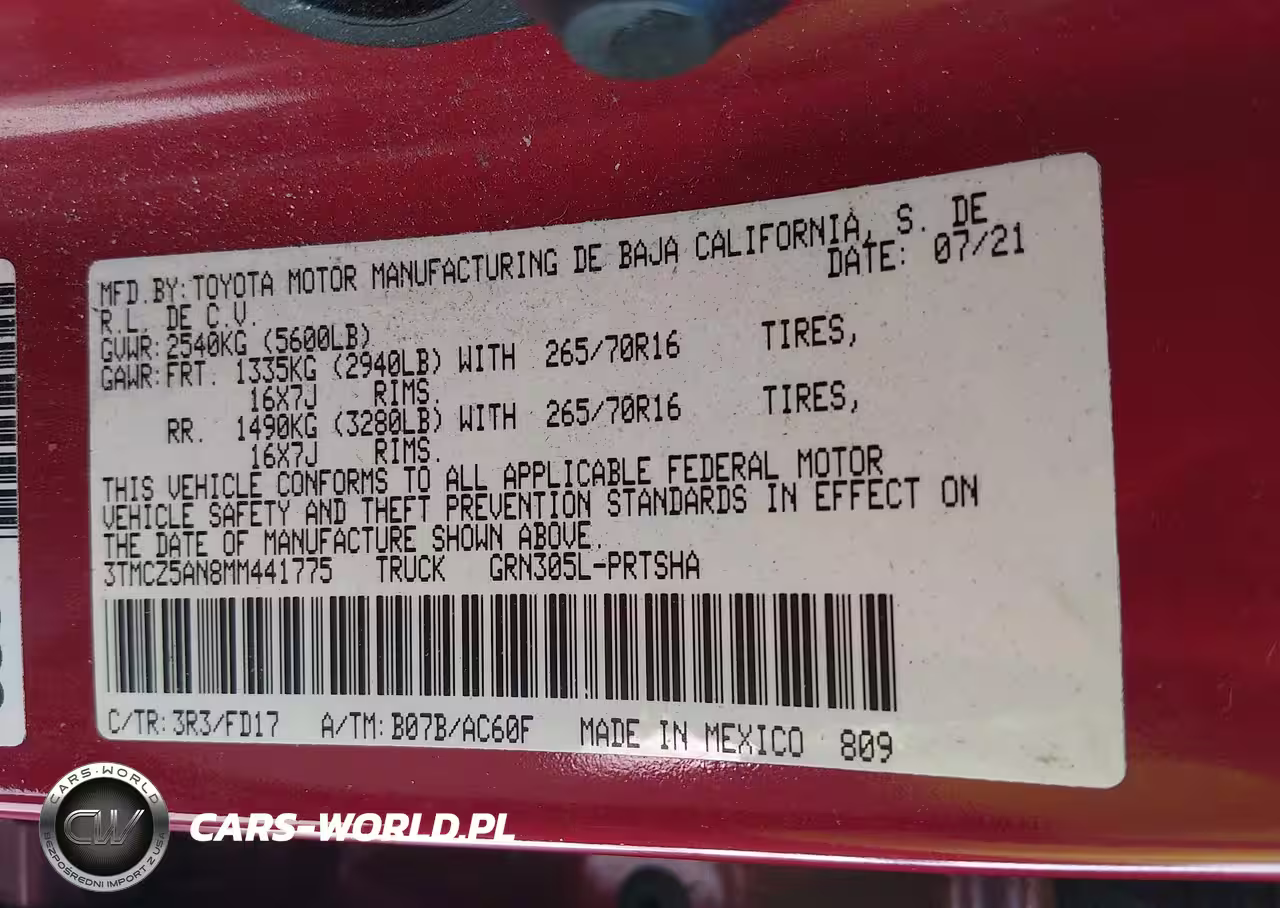 MFD.BY:TOYOTA MOTOR MANUFACTURING DE BAJA CALIFORNIA, S. DE
R.L. DE C.V. DATE: 07/21
GVWR:2540KG (5600LB)
GAWR:FRT. 1335KG (2940LB) WITH 265/70R16 TIRES,
16X7J RIMS.
RR. 1490KG (3280LB) WITH 265/70R16 TIRES,
16X7J RIMS.
THIS VEHICLE CONFORMS TO ALL APPLICABLE FEDERAL MOTOR
VEHICLE SAFETY AND THEFT PREVENTION STANDARDS IN EFFECT ON
THE DATE OF MANUFACTURE SHOWN ABOVE.
3TMCZ5AN8MM441775 TRUCK GRN305L-PRTSHA
C/TR:3R3/FD17 A/TM:B07B/AC60F MADE IN MEXICO 809
CARS-WORLD
CW
BEZPOŚREDNI IMPORT Z USA
CARS-WORLD.PL